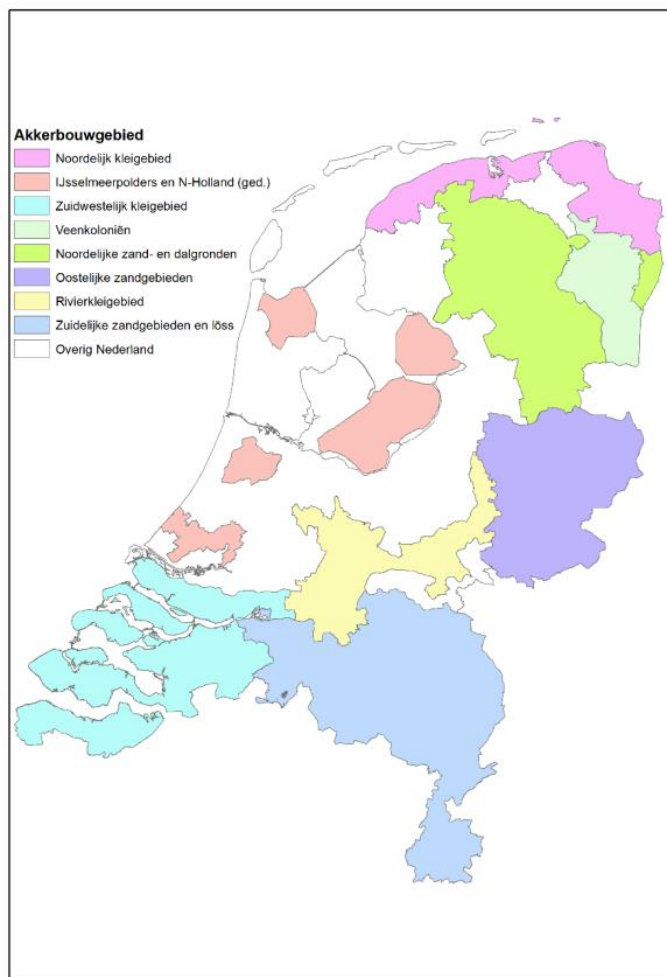 Akkerbouwgebied
Noordelijk kleigebied
IJsselmeerpolders en N-Holland (ged.)
Zuidwestelijk kleigebied
Veenkoloniën
Noordelijke zand- en dalgronden
Oostelijke zandgebieden
Rivierkleigebied
Zuidelijke zandgebieden en löss
Overig Nederland